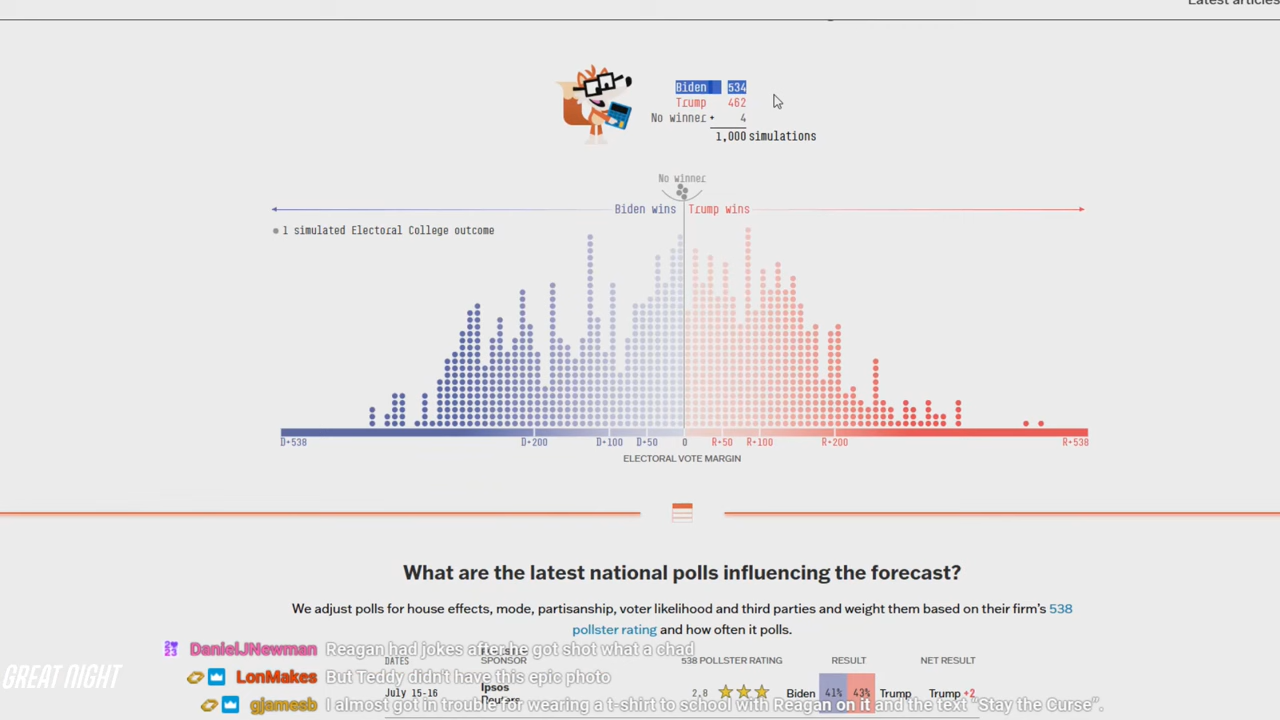 Latest articles
Biden 534
Trump 462
No winner + 4
1,000 simulations
No winner
Biden wins Trump wins
1 simulated Electoral College outcome
D+538 D+200 D+100 D+50 0 R+50 R+100 R+200 R+538
ELECTORAL VOTE MARGIN
What are the latest national polls influencing the forecast?
We adjust polls for house effects, mode, partisanship, voter likelihood and third parties and weight them based on their firm's 538
pollster rating and how often it polls.
DanielJNewman Reagan had jokes after he got shot what a chad
DATES SPONSOR 538 POLLSTER RATING RESULT NET RESULT
LonMakes But Teddy didn't have this epic photo
GREAT NIGHT
July 15-16 Ipsos 2.8 Biden 41% 43% Trump Trump +2
Reuters
gjamesb I almost got in trouble for wearing a t-shirt to school with Reagan on it and the text "Stay the Curse".